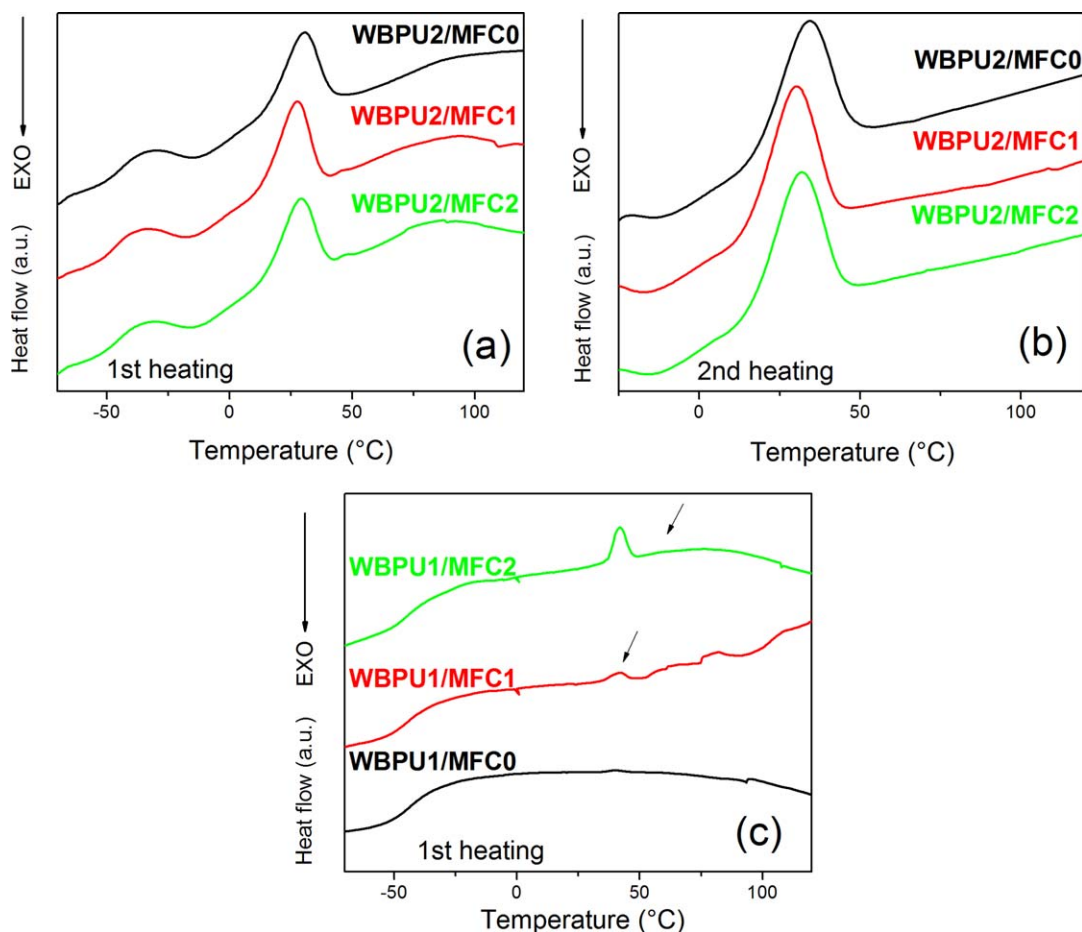 WBPU2/MFC0
WBPU2/MFC1
WBPU2/MFC2
Heat flow (a.u.)
EXO
(a)
1st heating
-50
0
50
100
Temperature (°C)
WBPU2/MFC0
WBPU2/MFC1
WBPU2/MFC2
Heat flow (a.u.)
EXO
(b)
2nd heating
0
50
100
Temperature (°C)
WBPU1/MFC2
WBPU1/MFC1
WBPU1/MFC0
Heat flow (a.u.)
EXO
(c)
1st heating
-50
0
50
100
Temperature (°C)